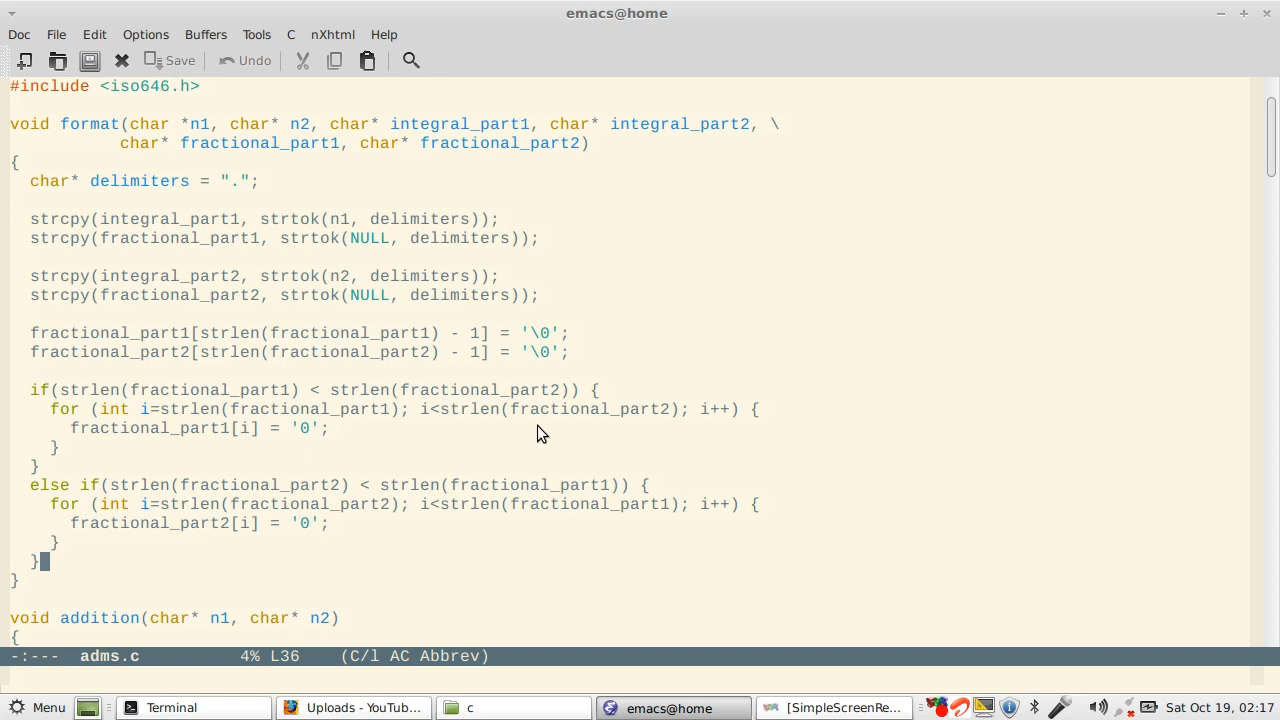 emacs@home
Doc File Edit Options Buffers Tools C nXhtml Help
Save Undo
#include <iso646.h>
void format(char *n1, char* n2, char* integral_part1, char* integral_part2, \
char* fractional_part1, char* fractional_part2)
{
char* delimiters = ".";
strcpy(integral_part1, strtok(n1, delimiters));
strcpy(fractional_part1, strtok(NULL, delimiters));
strcpy(integral_part2, strtok(n2, delimiters));
strcpy(fractional_part2, strtok(NULL, delimiters));
fractional_part1[strlen(fractional_part1) - 1] = '\0';
fractional_part2[strlen(fractional_part2) - 1] = '\0';
if(strlen(fractional_part1) < strlen(fractional_part2)) {
for (int i=strlen(fractional_part1); i<strlen(fractional_part2); i++) {
fractional_part1[i] = '0';
}
}
else if(strlen(fractional_part2) < strlen(fractional_part1)) {
for (int i=strlen(fractional_part2); i<strlen(fractional_part1); i++) {
fractional_part2[i] = '0';
}
}
}
void addition(char* n1, char* n2)
{
-:--- adms.c 4% L36 (C/l AC Abbrev)
Menu Terminal Uploads - YouTub... c emacs@home [SimpleScreenRe... Sat Oct 19, 02:17